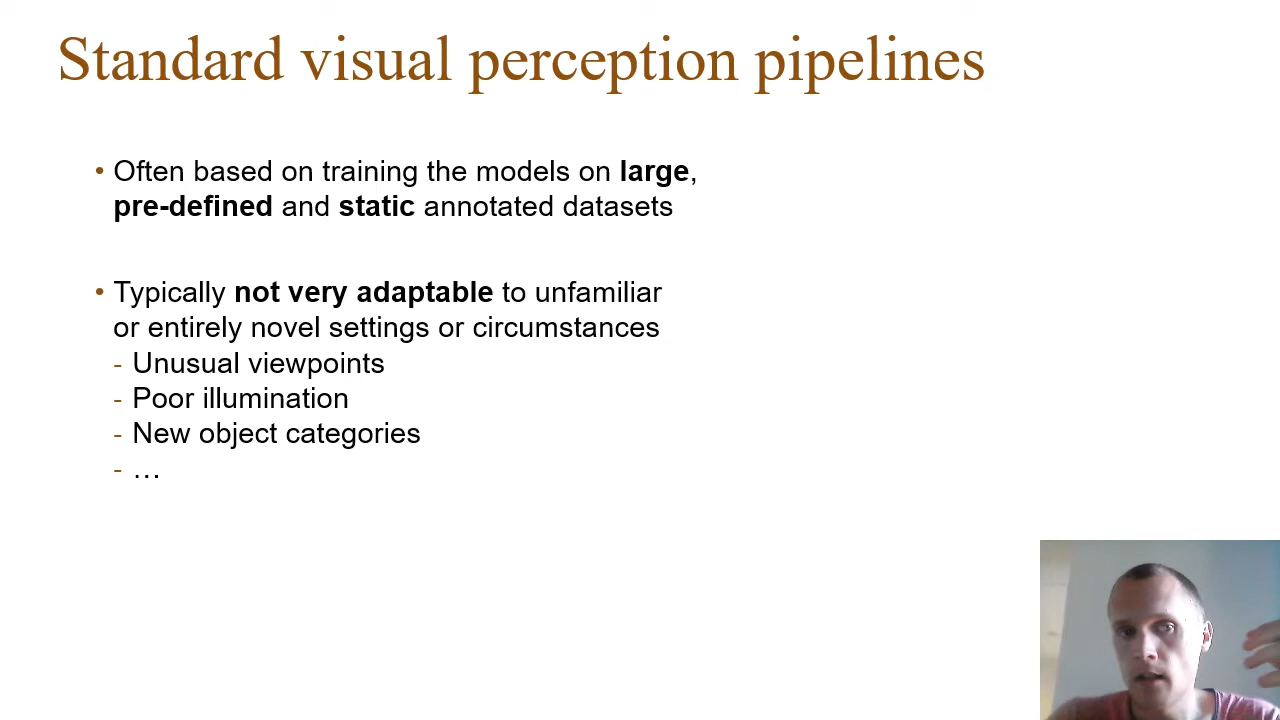 Standard visual perception pipelines
• Often based on training the models on large,
pre-defined and static annotated datasets
• Typically not very adaptable to unfamiliar
or entirely novel settings or circumstances
- Unusual viewpoints
- Poor illumination
- New object categories
- …